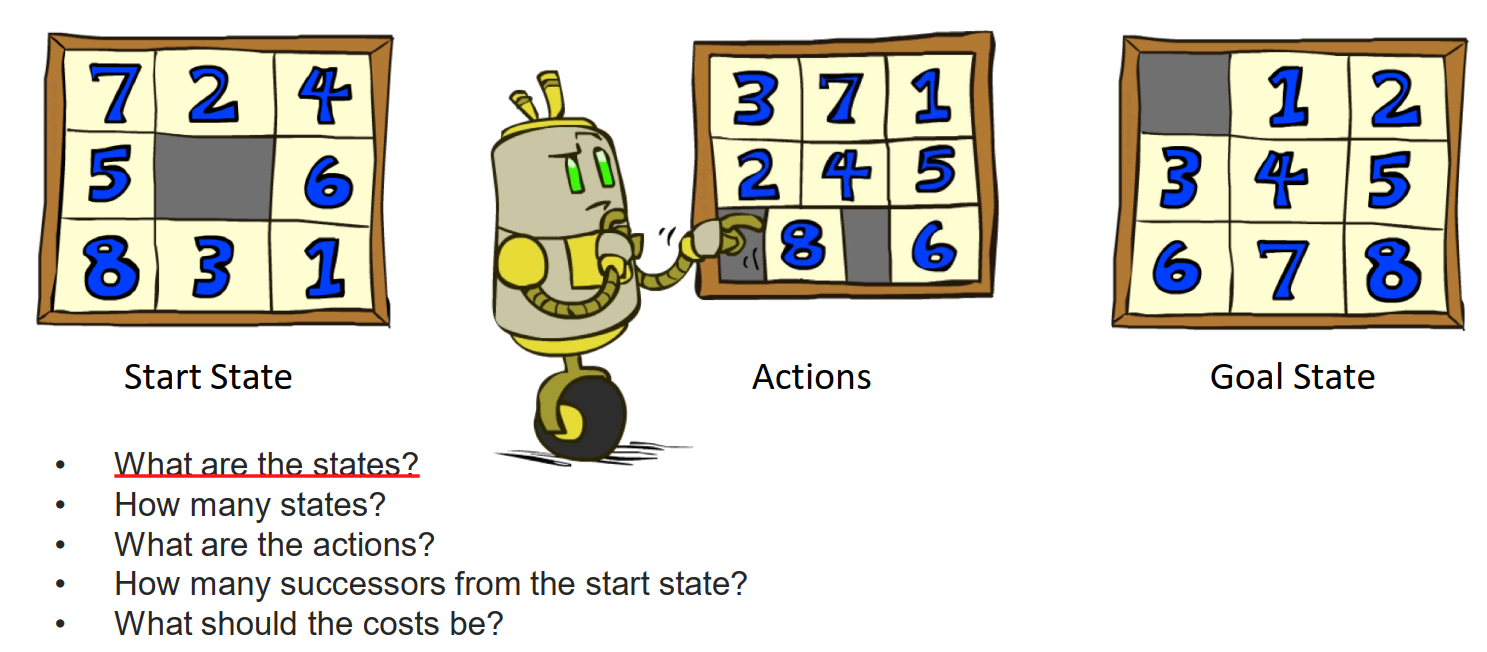 7 2 4
5 6
8 3 1
Start State
3 7 1
2 4 5
8 6
Actions
1 2
3 4 5
6 7 8
Goal State
• What are the states?
• How many states?
• What are the actions?
• How many successors from the start state?
• What should the costs be?